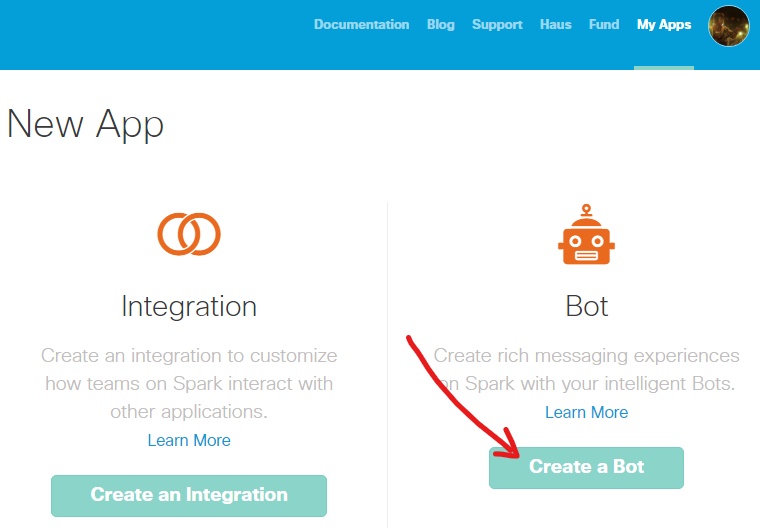 Documentation Blog Support Haus Fund My Apps
New App
Integration
Create an integration to customize
how teams on Spark interact with
other applications.
Learn More
Create an Integration
Bot
Create rich messaging experiences
on Spark with your intelligent Bots.
Learn More
Create a Bot